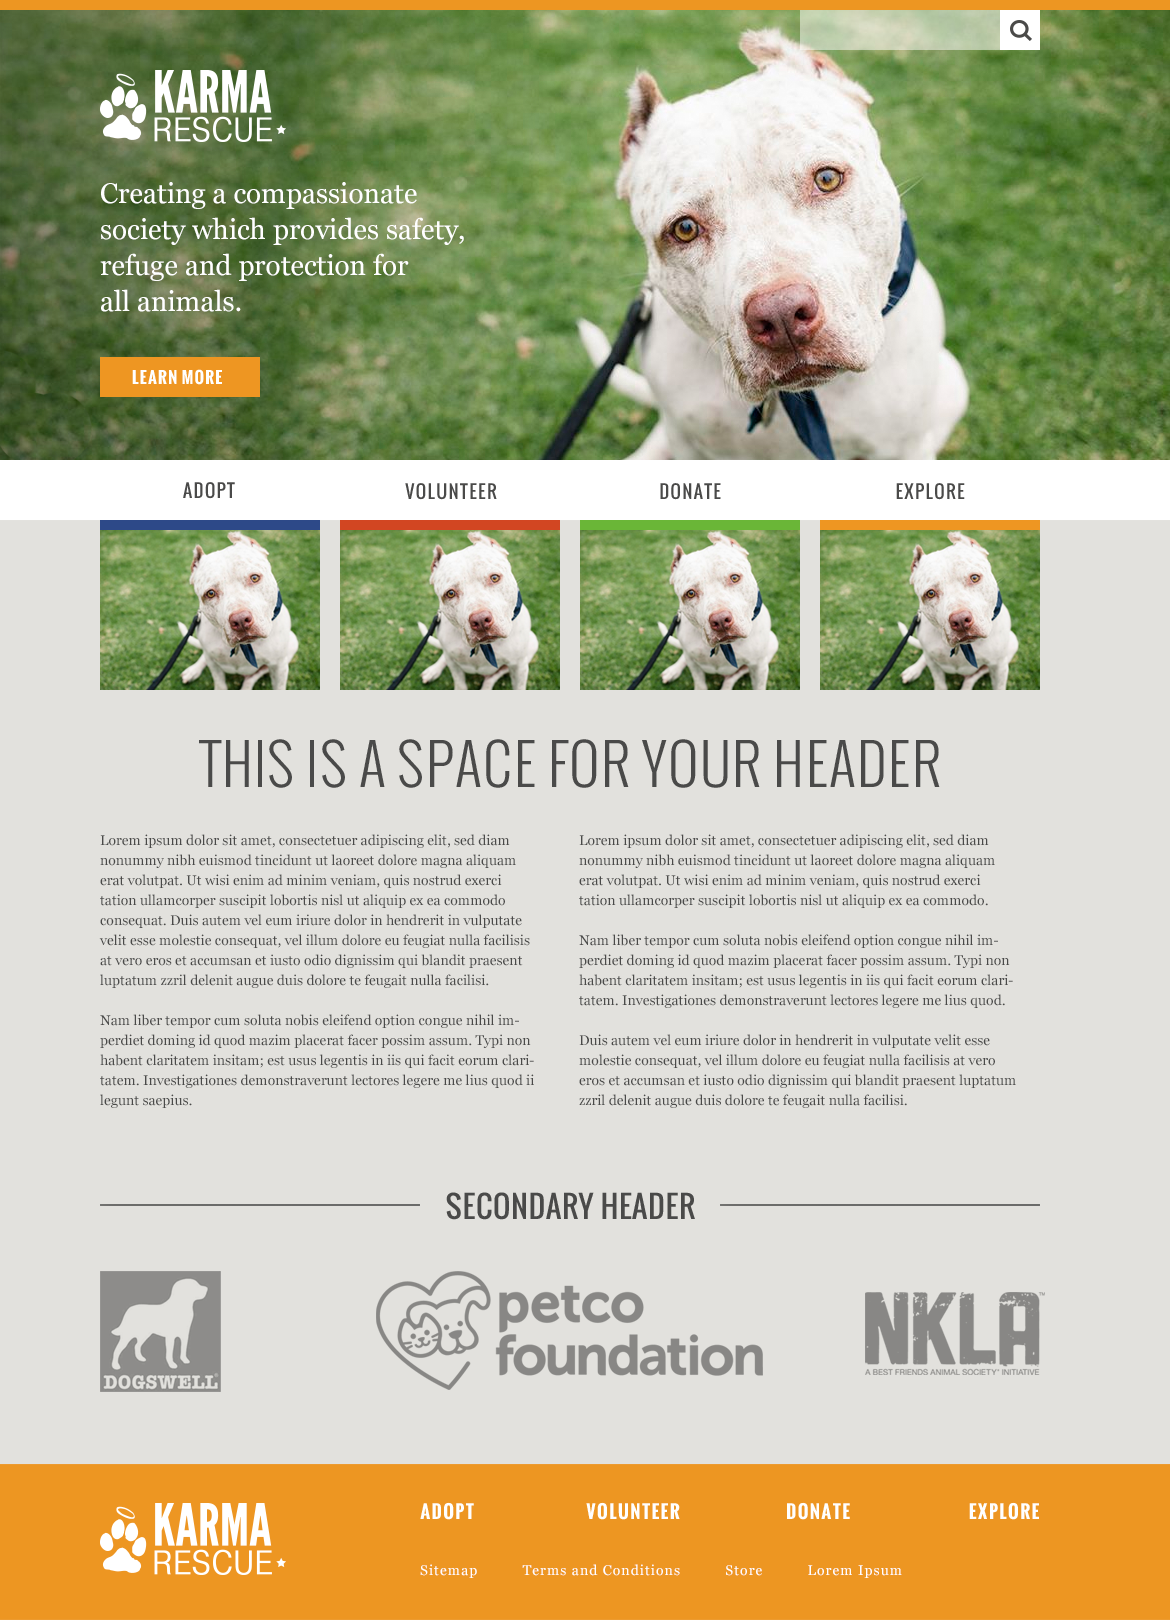 KARMA
RESCUE
Creating a compassionate
society which provides safety,
refuge and protection for
all animals.
LEARN MORE
ADOPT VOLUNTEER DONATE EXPLORE
THIS IS A SPACE FOR YOUR HEADER
Lorem ipsum dolor sit amet, consectetuer adipiscing elit, sed diam
nonummy nibh euismod tincidunt ut laoreet dolore magna aliquam
erat volutpat. Ut wisi enim ad minim veniam, quis nostrud exerci
tation ullamcorper suscipit lobortis nisl ut aliquip ex ea commodo
consequat. Duis autem vel eum iriure dolor in hendrerit in vulputate
velit esse molestie consequat, vel illum dolore eu feugiat nulla facilisis
at vero eros et accumsan et iusto odio dignissim qui blandit praesent
luptatum zzril delenit augue duis dolore te feugait nulla facilisi.
Nam liber tempor cum soluta nobis eleifend option congue nihil im-
perdiet doming id quod mazim placerat facer possim assum. Typi non
habent claritatem insitam; est usus legentis in iis qui facit eorum clari-
tatem. Investigationes demonstraverunt lectores legere me lius quod ii
legunt saepius.
Lorem ipsum dolor sit amet, consectetuer adipiscing elit, sed diam
nonummy nibh euismod tincidunt ut laoreet dolore magna aliquam
erat volutpat. Ut wisi enim ad minim veniam, quis nostrud exerci
tation ullamcorper suscipit lobortis nisl ut aliquip ex ea commodo.
Nam liber tempor cum soluta nobis eleifend option congue nihil im-
perdiet doming id quod mazim placerat facer possim assum. Typi non
habent claritatem insitam; est usus legentis in iis qui facit eorum clari-
tatem. Investigationes demonstraverunt lectores legere me lius quod.
Duis autem vel eum iriure dolor in hendrerit in vulputate velit esse
molestie consequat, vel illum dolore eu feugiat nulla facilisis at vero
eros et accumsan et iusto odio dignissim qui blandit praesent luptatum
zzril delenit augue duis dolore te feugait nulla facilisi.
SECONDARY HEADER
DOGSWELL
petco
foundation
NKLA™
A BEST FRIENDS ANIMAL SOCIETY® INITIATIVE
KARMA
RESCUE
ADOPT VOLUNTEER DONATE EXPLORE
Sitemap Terms and Conditions Store Lorem Ipsum